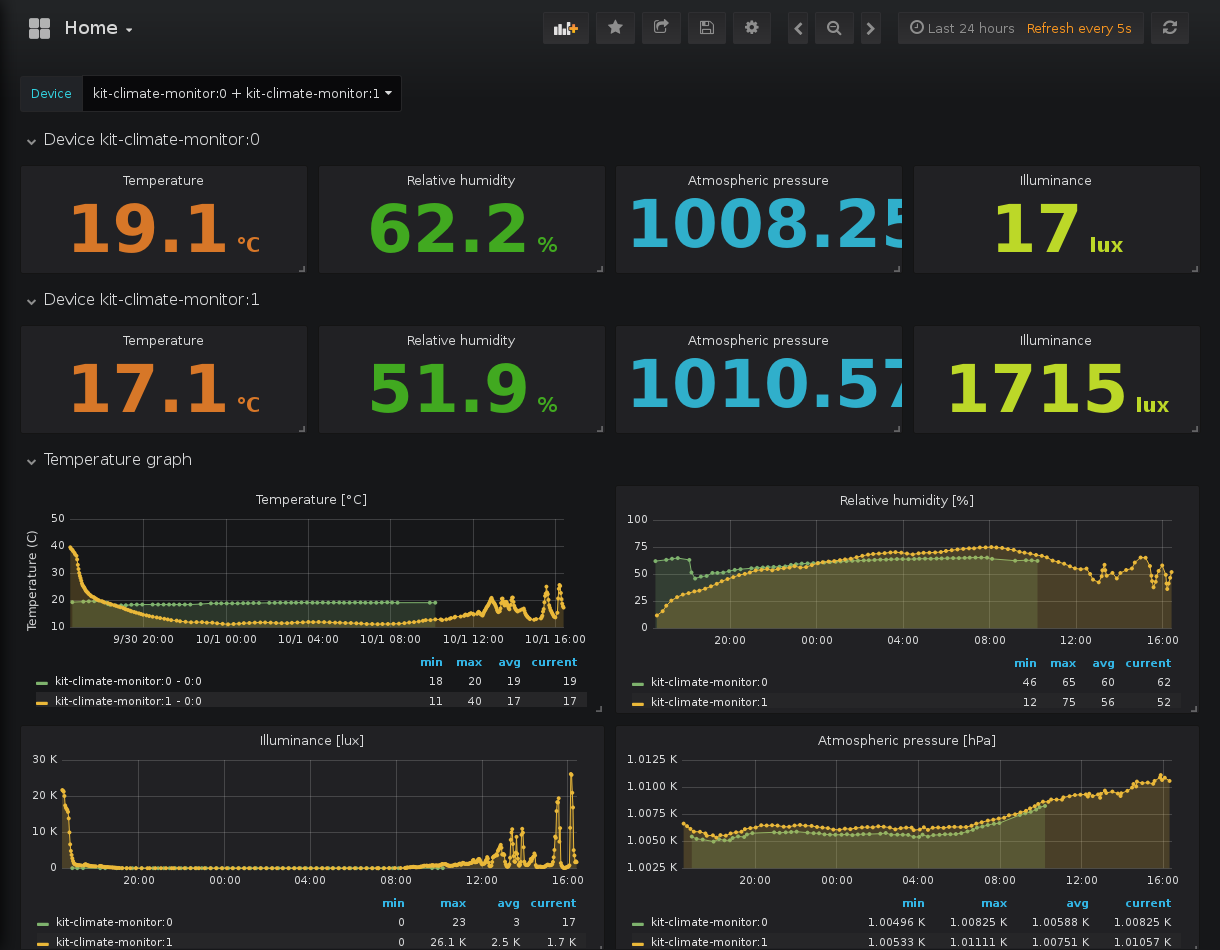 Home
Last 24 hours Refresh every 5s
Device kit-climate-monitor:0 + kit-climate-monitor:1
Device kit-climate-monitor:0
Temperature Relative humidity Atmospheric pressure Illuminance
19.1 °C 62.2 % 1008.25 17 lux
Device kit-climate-monitor:1
Temperature Relative humidity Atmospheric pressure Illuminance
17.1 °C 51.9 % 1010.57 1715 lux
Temperature graph
Temperature [°C]
Temperature (C)
50
40
30
20
10
9/30 20:00 10/1 00:00 10/1 04:00 10/1 08:00 10/1 12:00 10/1 16:00
min max avg current
kit-climate-monitor:0 - 0:0 18 20 19 19
kit-climate-monitor:1 - 0:0 11 40 17 17
Relative humidity [%]
100
75
50
25
0
20:00 00:00 04:00 08:00 12:00 16:00
min max avg current
kit-climate-monitor:0 46 65 60 62
kit-climate-monitor:1 12 75 56 52
Illuminance [lux]
30 K
20 K
10 K
0
20:00 00:00 04:00 08:00 12:00 16:00
min max avg current
kit-climate-monitor:0 0 23 3 17
kit-climate-monitor:1 0 26.1 K 2.5 K 1.7 K
Atmospheric pressure [hPa]
1.0125 K
1.0100 K
1.0075 K
1.0050 K
1.0025 K
20:00 00:00 04:00 08:00 12:00 16:00
min max avg current
kit-climate-monitor:0 1.00496 K 1.00825 K 1.00588 K 1.00825 K
kit-climate-monitor:1 1.00533 K 1.01111 K 1.00751 K 1.01057 K